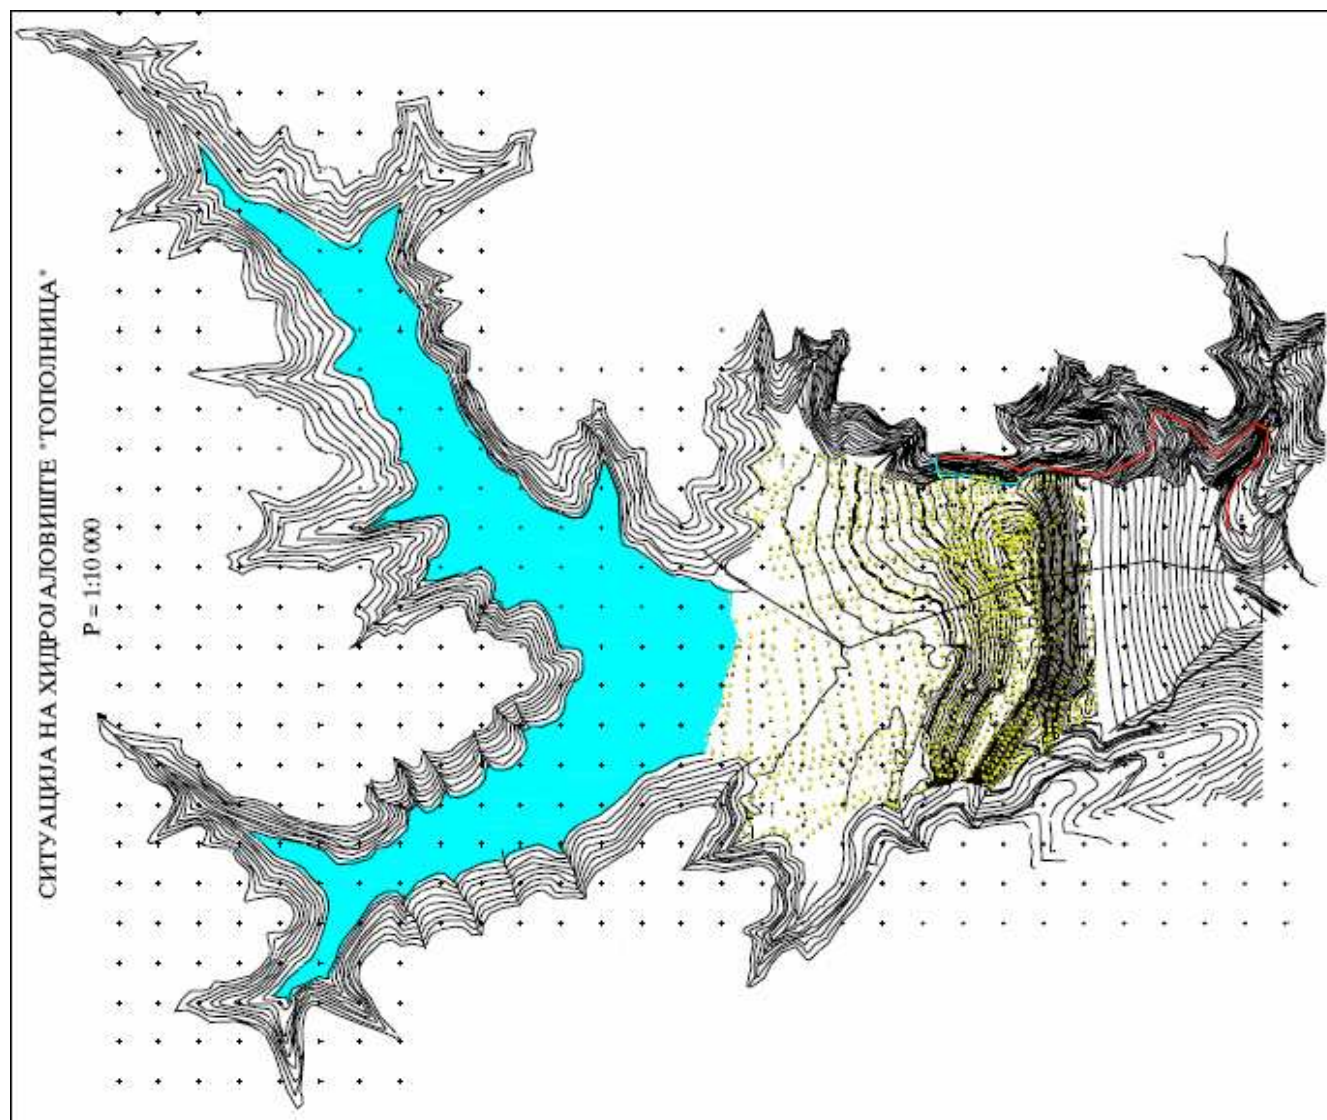 СИТУАЦИЈА НА ХИДРОЈАЛОВИШТЕ "ТОПОЛНИЦА"
Р = 1:10 000